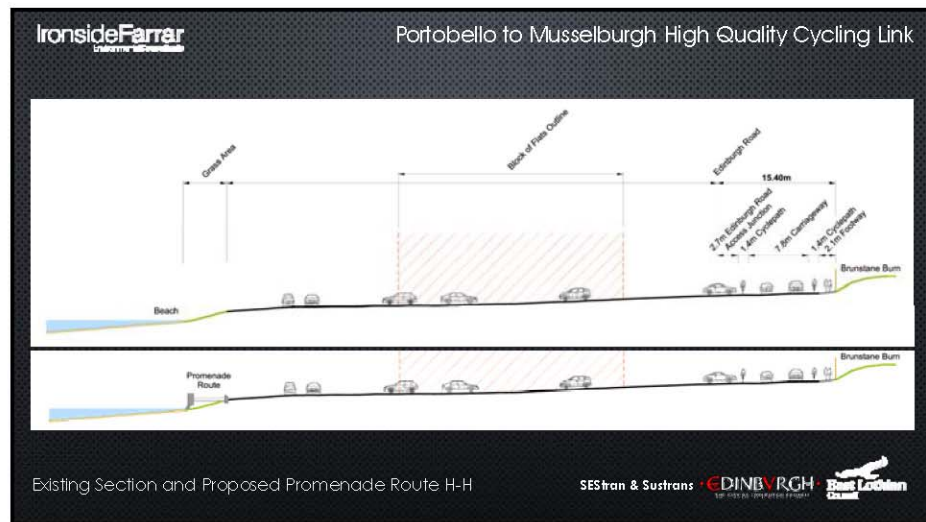 IronsideFarrar
Portobello to Musselburgh High Quality Cycling Link
Grass Area
Block of Flats Outline
Edinburgh Road
15.40m
2.7m Edinburgh Road
Access Junction
1.4m Cyclepath
7.8m Carriageway
1.4m Cyclepath
2.1m Footway
Brunstane Burn
Beach
Brunstane Burn
Promenade
Route
Existing Section and Proposed Promenade Route H-H
SEStran & Sustrans
·EDINBVRGH·
East Lothian
Council